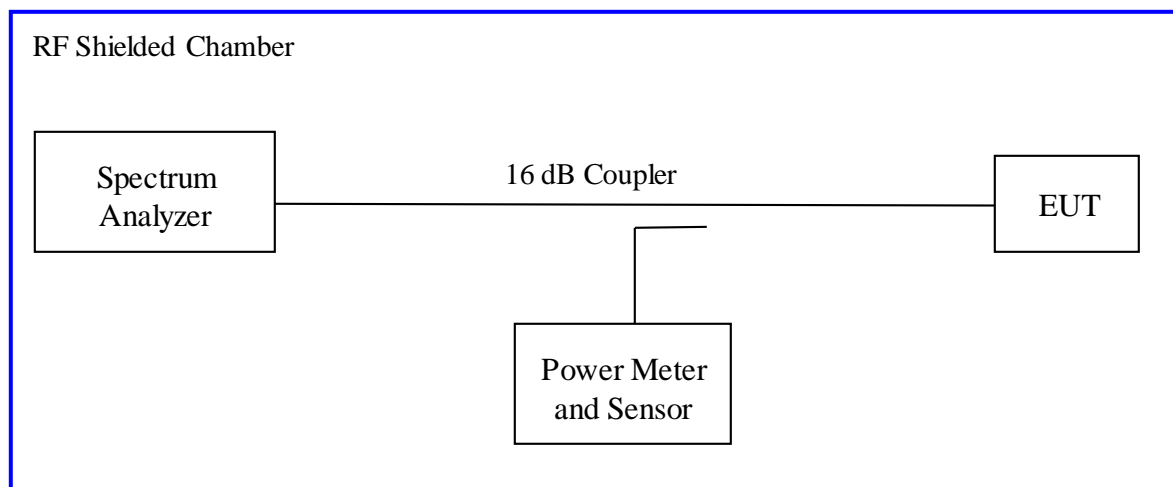 RF Shielded Chamber
Spectrum
Analyzer
16 dB Coupler
EUT
Power Meter
and Sensor